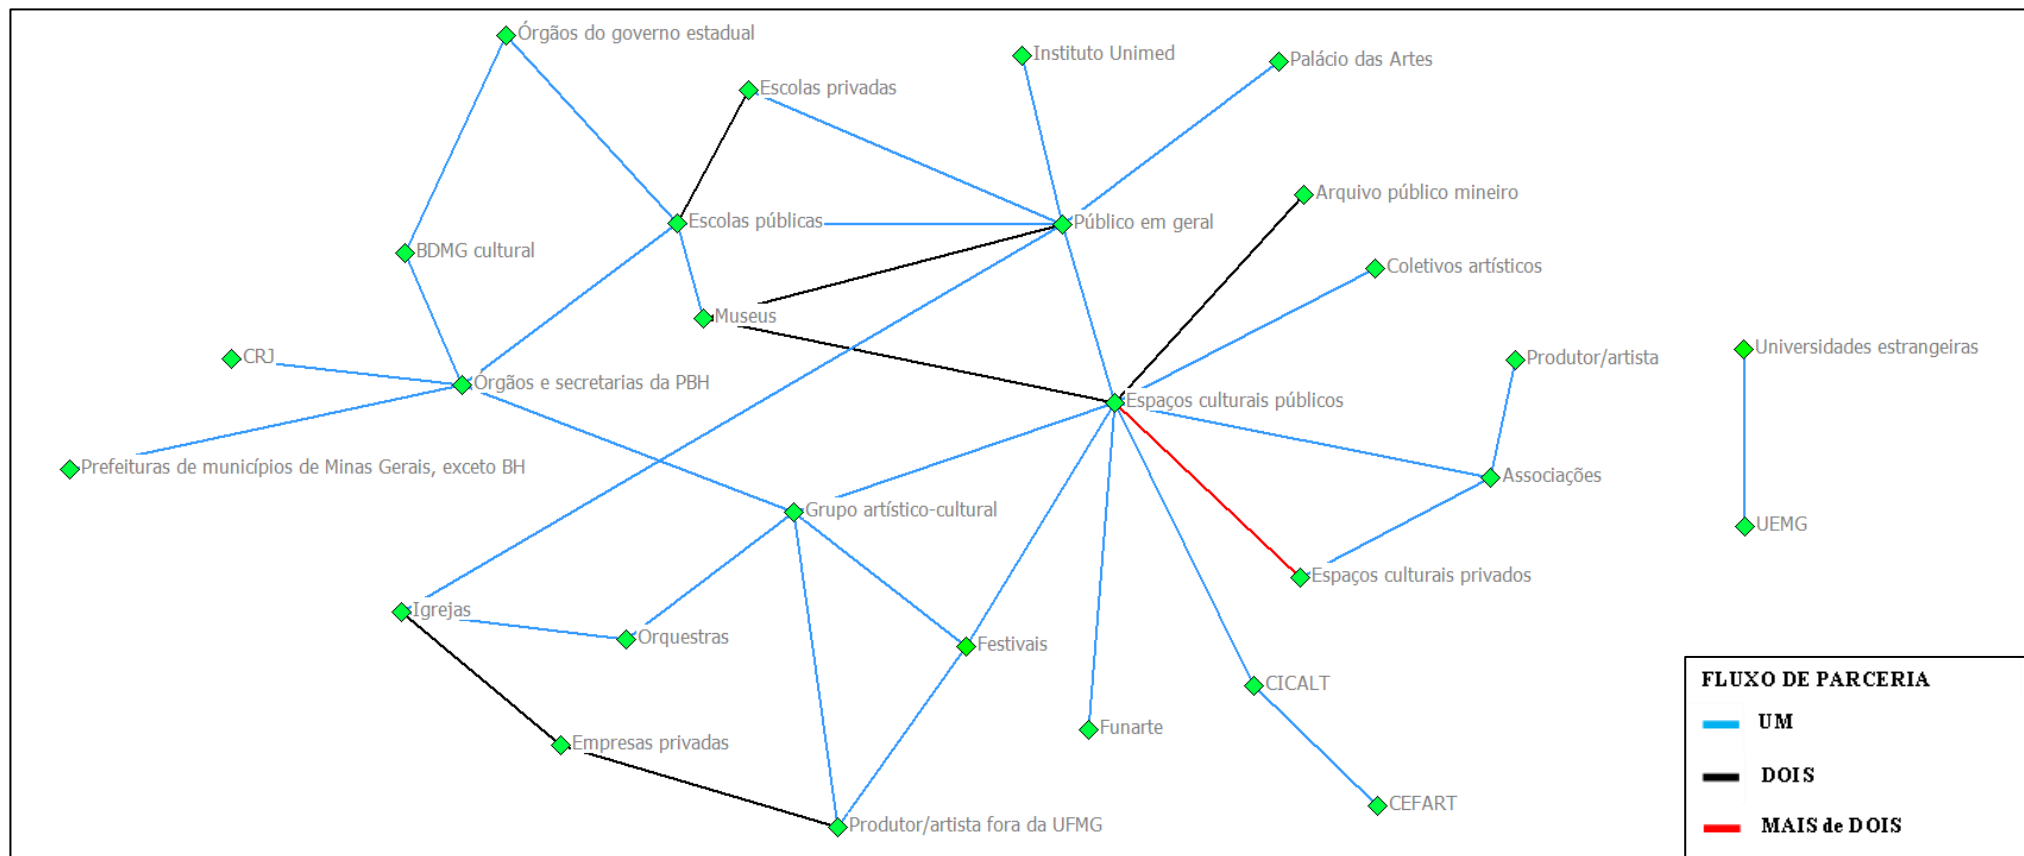 Órgãos do governo estadual
Instituto Unimed
Palácio das Artes
Escolas privadas
Arquivo público mineiro
Escolas públicas
Público em geral
BDMG cultural
Coletivos artísticos
Museus
Universidades estrangeiras
CRJ
Produtor/artista
Órgãos e secretarias da PBH
Espaços culturais públicos
Prefeituras de municípios de Minas Gerais, exceto BH
Associações
Grupo artístico-cultural
UEMG
Espaços culturais privados
Igrejas
Orquestras
Festivais
CICALT
Funarte
Empresas privadas
CEFART
Produtor/artista fora da UFMG
FLUXO DE PARCERIA
UM
DOIS
MAIS de DOIS